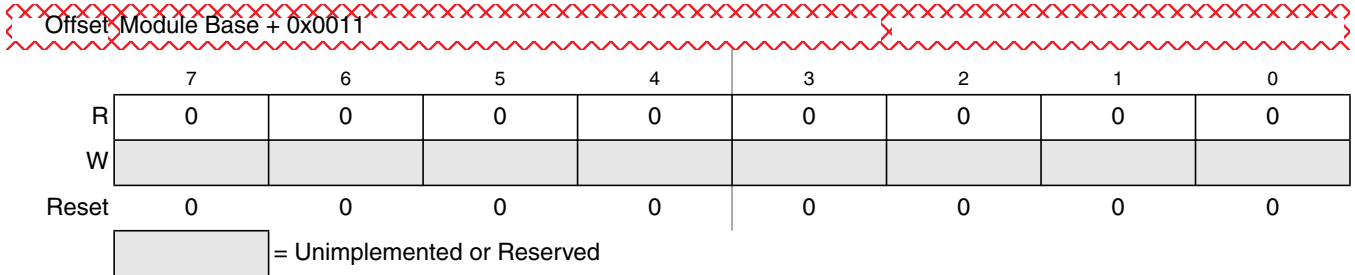 Offset Module Base + 0x0011
7 6 5 4 3 2 1 0
R 0 0 0 0 0 0 0 0
W
Reset 0 0 0 0 0 0 0 0
= Unimplemented or Reserved